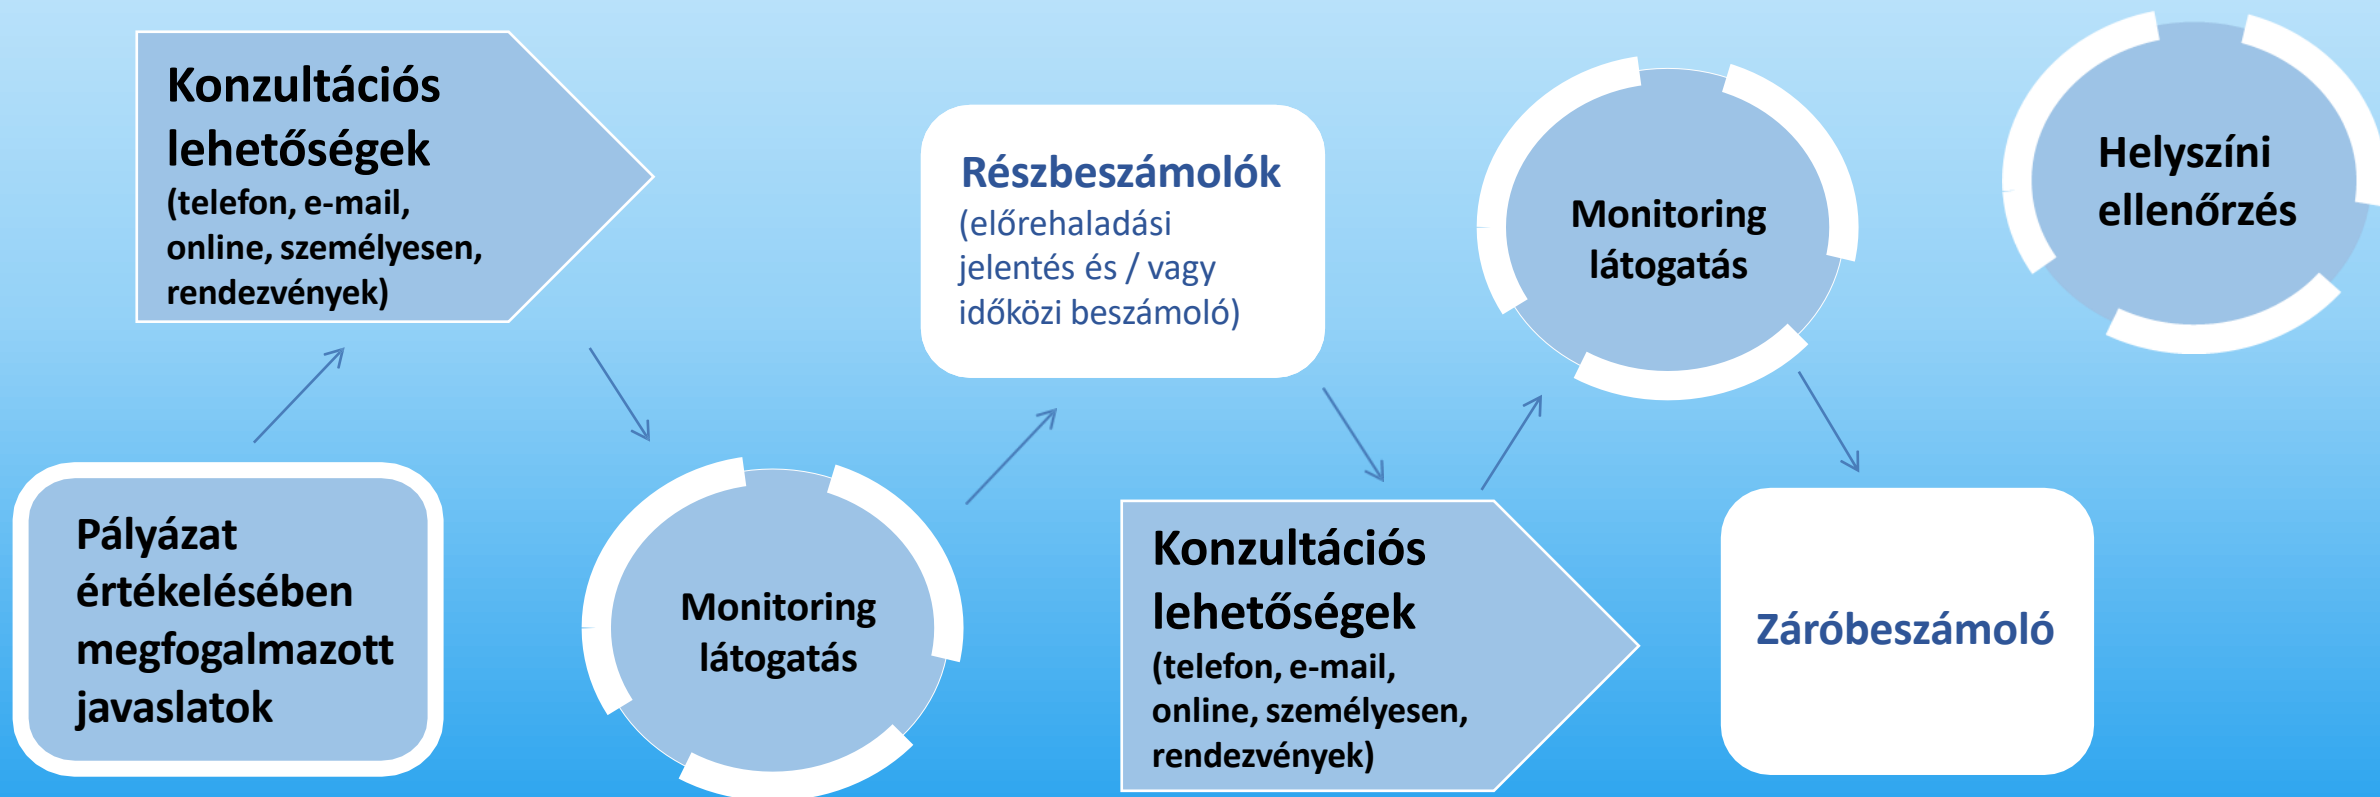 Konzultációs
lehetőségek
(telefon, e-mail,
online, személyesen,
rendezvények)
Pályázat
értékelésében
megfogalmazott
javaslatok
Monitoring
látogatás
Részbeszámolók
(előrehaladási
jelentés és / vagy
időközi beszámoló)
Konzultációs
lehetőségek
(telefon, e-mail,
online, személyesen,
rendezvények)
Monitoring
látogatás
Záróbeszámoló
Helyszíni
ellenőrzés